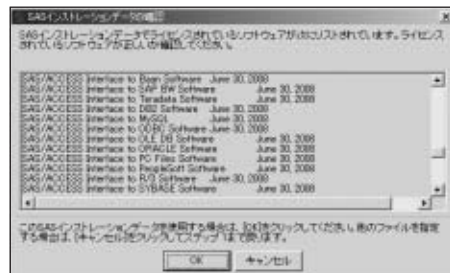 SASインストレーションデータの確認
SASインストレーションデータでライセンスされているソフトウェアが次にリストされています。ライセンス
されているソフトウェアが正しいか確認してください。
SAS/ACCESS Interface to Baan Software June 30, 2008
SAS/ACCESS Interface to SAP BW Software June 30, 2008
SAS/ACCESS Interface to Teradata Software June 30, 2008
SAS/ACCESS Interface to DB2 Software June 30, 2008
SAS/ACCESS Interface to MySQL June 30, 2008
SAS/ACCESS Interface to ODBC Software June 30, 2008
SAS/ACCESS Interface to OLE DB Software June 30, 2008
SAS/ACCESS Interface to ORACLE Software June 30, 2008
SAS/ACCESS Interface to PC Files Software June 30, 2008
SAS/ACCESS Interface to PeopleSoft Software June 30, 2008
SAS/ACCESS Interface to R/3 Software June 30, 2008
SAS/ACCESS Interface to SYBASE Software June 30, 2008
このSASインストレーションデータを使用する場合は、[OK]をクリックしてください。他のファイルを指定
する場合は、[キャンセル]をクリックしてステップ1まで戻ります。
OK キャンセル